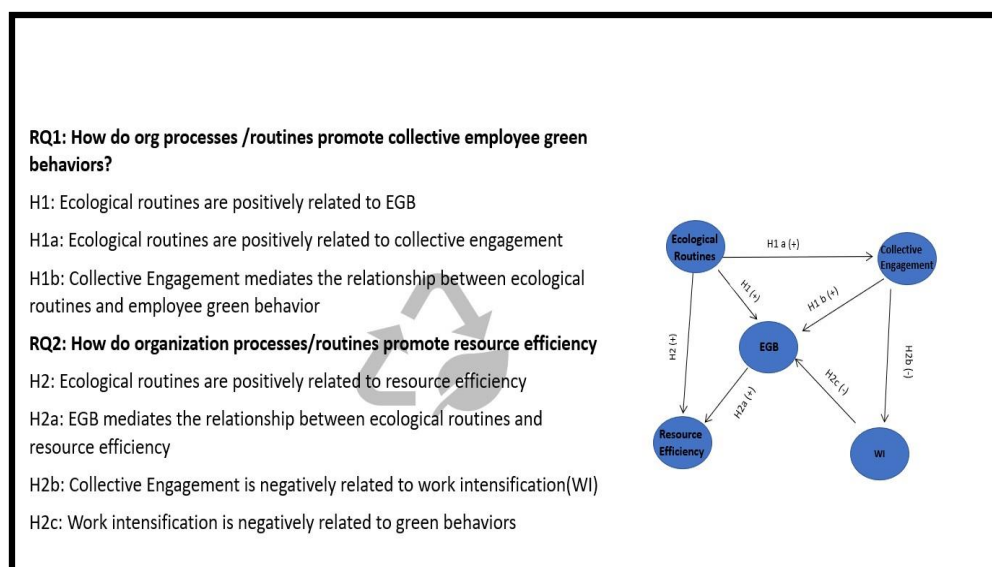 RQ1: How do org processes /routines promote collective employee green
behaviors?
H1: Ecological routines are positively related to EGB
H1a: Ecological routines are positively related to collective engagement
H1b: Collective Engagement mediates the relationship between ecological
routines and employee green behavior
RQ2: How do organization processes/routines promote resource efficiency
H2: Ecological routines are positively related to resource efficiency
H2a: EGB mediates the relationship between ecological routines and
resource efficiency
H2b: Collective Engagement is negatively related to work intensification(WI)
H2c: Work intensification is negatively related to green behaviors
Ecological
Routines
H1 a (+)
Collective
Engagement
H1 (+)
H1 b (+)
H2 (+)
EGB
H2b (-)
H2a (+)
H2c (-)
Resource
Efficiency
WI